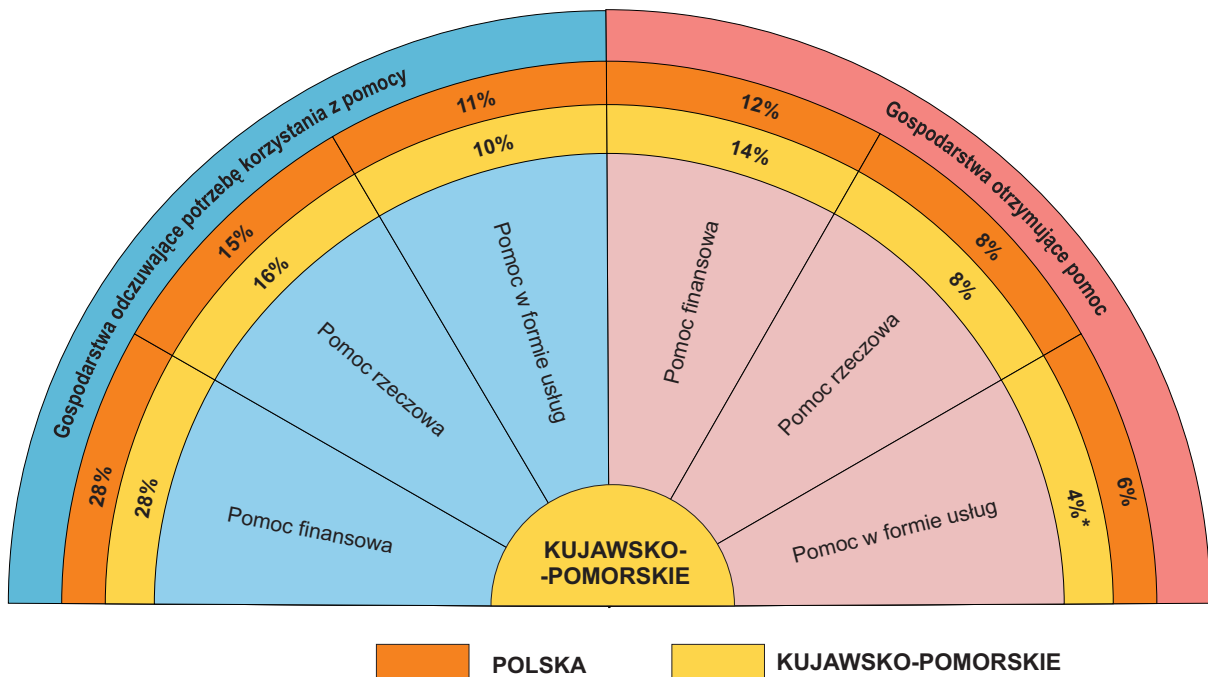 Gospodarstwa odczuwające potrzebę korzystania z pomocy
Gospodarstwa otrzymujące pomoc
28%
15%
11%
12%
8%
6%
28%
16%
10%
14%
8%
4%*
Pomoc finansowa
Pomoc rzeczowa
Pomoc w formie usług
Pomoc finansowa
Pomoc rzeczowa
Pomoc w formie usług
KUJAWSKO-
-POMORSKIE
POLSKA
KUJAWSKO-POMORSKIE